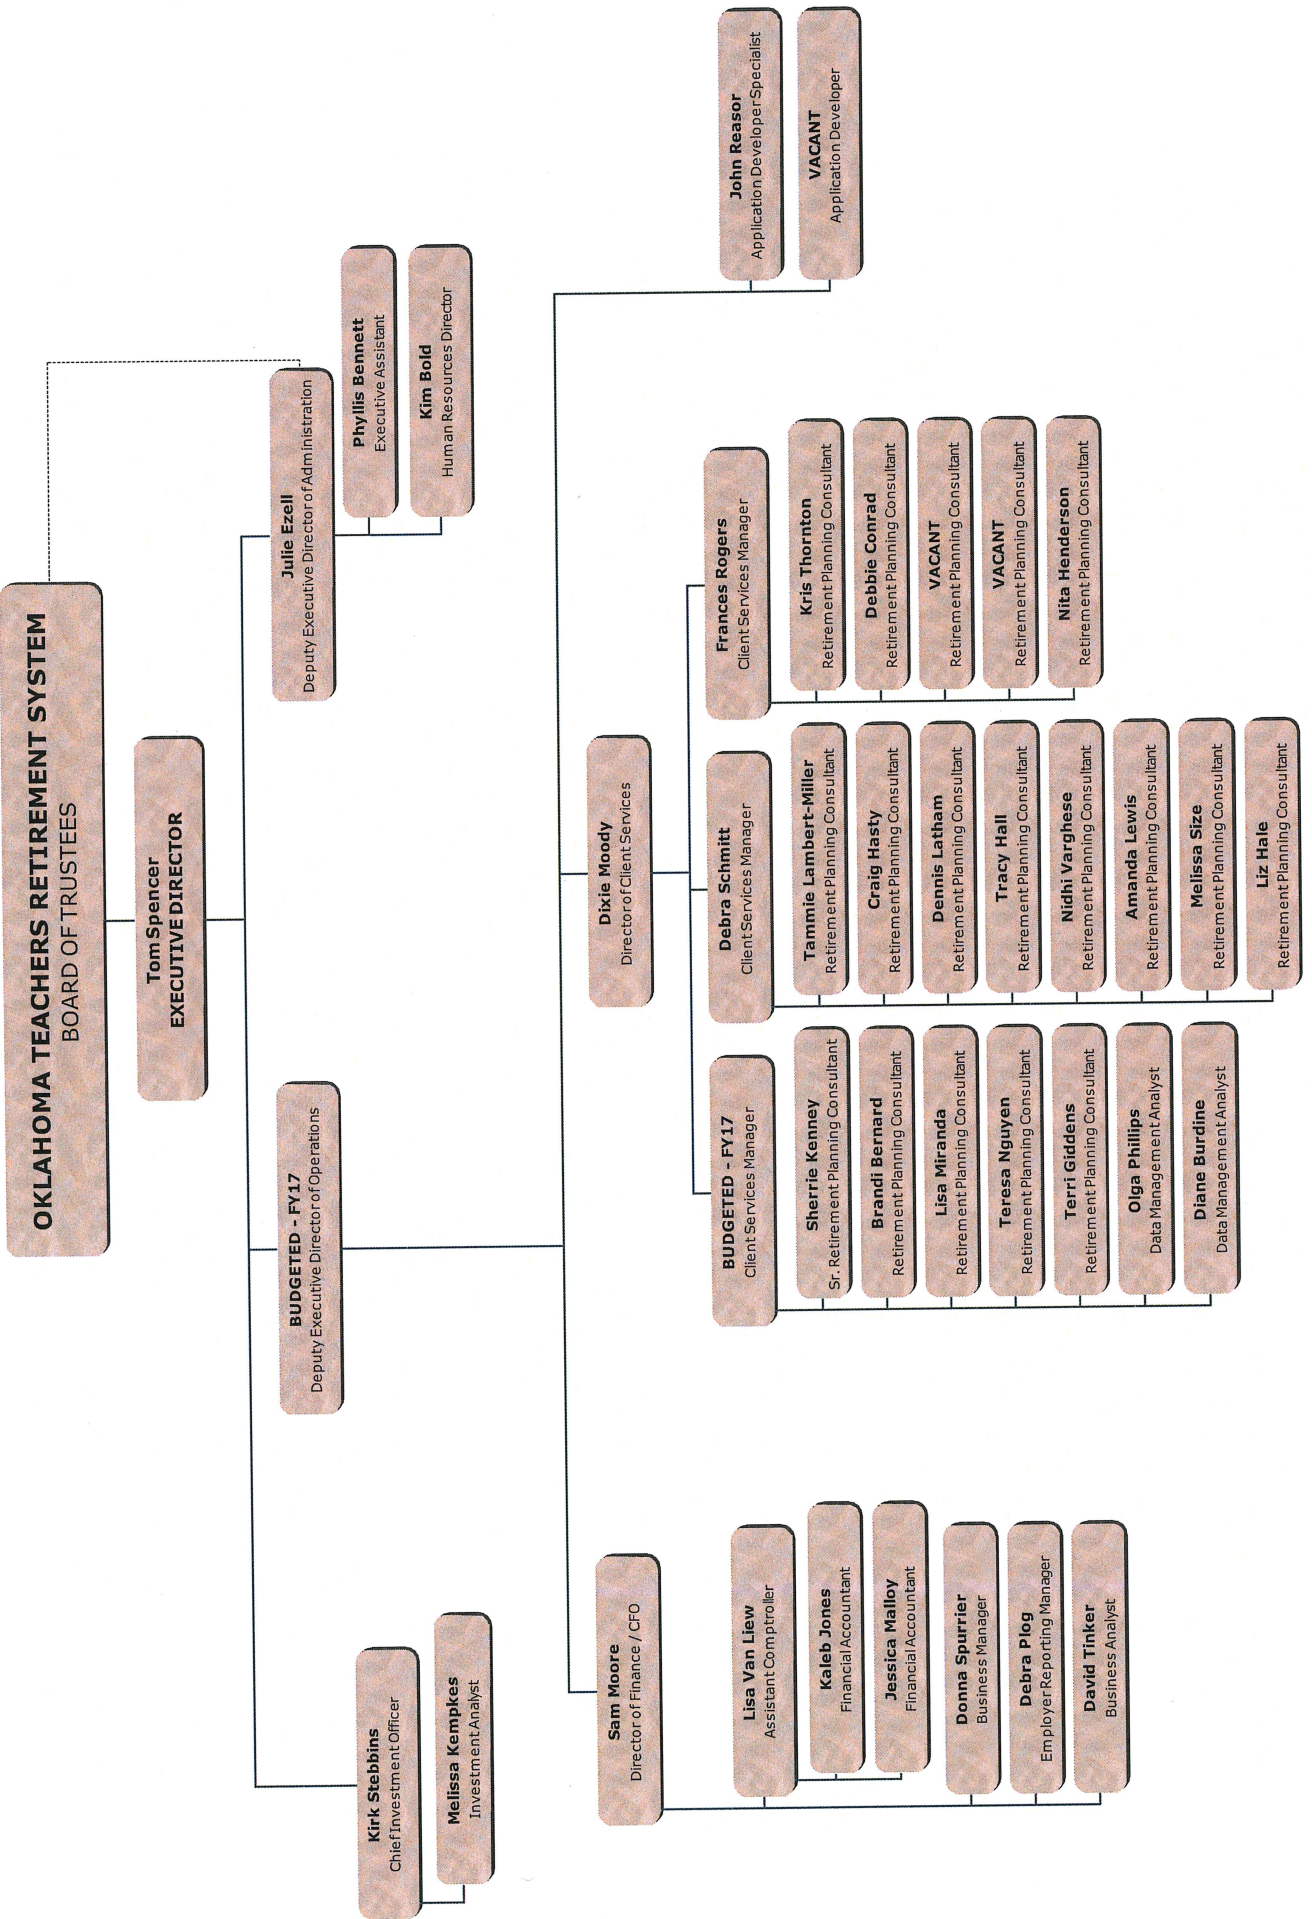 OKLAHOMA TEACHERS RETIREMENT SYSTEM
BOARD OF TRUSTEES
Tom Spencer
EXECUTIVE DIRECTOR
Kirk Stebbins
Chief Investment Officer
Melissa Kempkes
Investment Analyst
BUDGETED - FY17
Deputy Executive Director of Operations
Julie Ezell
Deputy Executive Director of Administration
Phyllis Bennett
Executive Assistant
Kim Bold
Human Resources Director
Sam Moore
Director of Finance / CFO
Lisa Van Liew
Assistant Comptroller
Kaleb Jones
Financial Accountant
Jessica Malloy
Financial Accountant
Donna Spurrier
Business Manager
Debra Plog
Employer Reporting Manager
David Tinker
Business Analyst
Dixie Moody
Director of Client Services
BUDGETED - FY17
Client Services Manager
Sherrie Kenney
Sr. Retirement Planning Consultant
Brandi Bernard
Retirement Planning Consultant
Lisa Miranda
Retirement Planning Consultant
Teresa Nguyen
Retirement Planning Consultant
Terri Giddens
Retirement Planning Consultant
Olga Phillips
Data Management Analyst
Diane Burdine
Data Management Analyst
Debra Schmitt
Client Services Manager
Tammie Lambert-Miller
Retirement Planning Consultant
Craig Hasty
Retirement Planning Consultant
Dennis Latham
Retirement Planning Consultant
Tracy Hall
Retirement Planning Consultant
Nidhi Varghese
Retirement Planning Consultant
Amanda Lewis
Retirement Planning Consultant
Melissa Size
Retirement Planning Consultant
Liz Hale
Retirement Planning Consultant
Frances Rogers
Client Services Manager
Kris Thornton
Retirement Planning Consultant
Debbie Conrad
Retirement Planning Consultant
VACANT
Retirement Planning Consultant
VACANT
Retirement Planning Consultant
Nita Henderson
Retirement Planning Consultant
John Reasor
Application Developer Specialist
VACANT
Application Developer